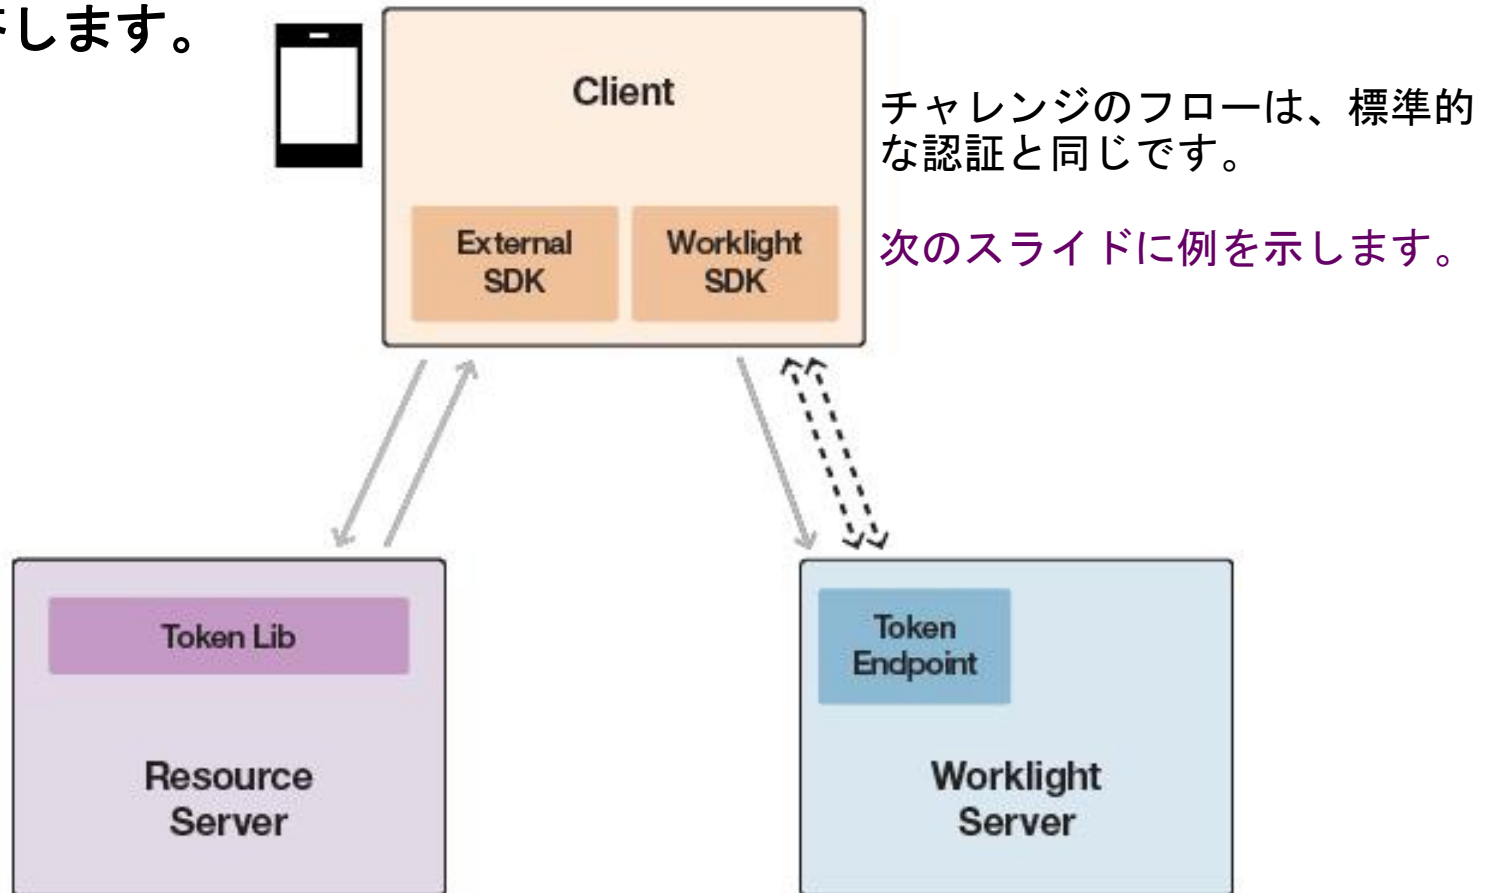 します。
Client
チャレンジのフローは、標準的
な認証と同じです。
次のスライドに例を示します。
External
SDK
Worklight
SDK
Token Lib
Resource
Server
Token
Endpoint
Worklight
Server